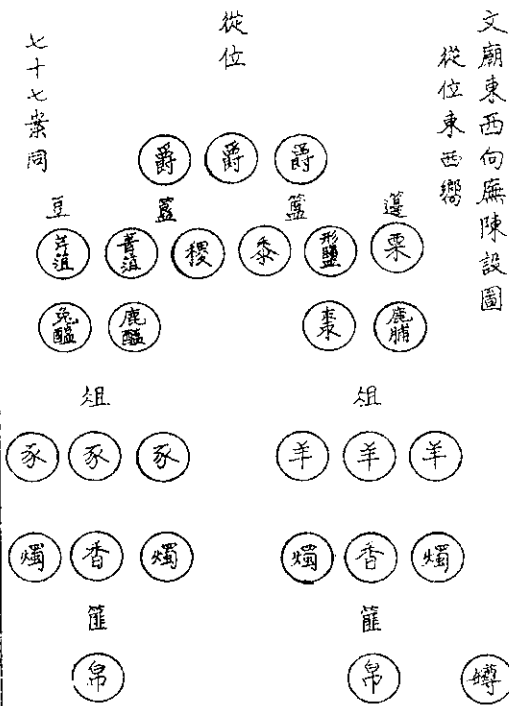 文廟東西向廡陳設圖
從位東西嚮
從位
七十七案同
爵 爵 爵
籩 簠 豆
栗 形鹽 黍 稷 菁菹 芹菹
鹿脯 棗 鹿醢 兔醢
俎 俎
羊 羊 羊 豕 豕 豕
燭 香 燭 燭 香 燭
篚 篚
帛 帛